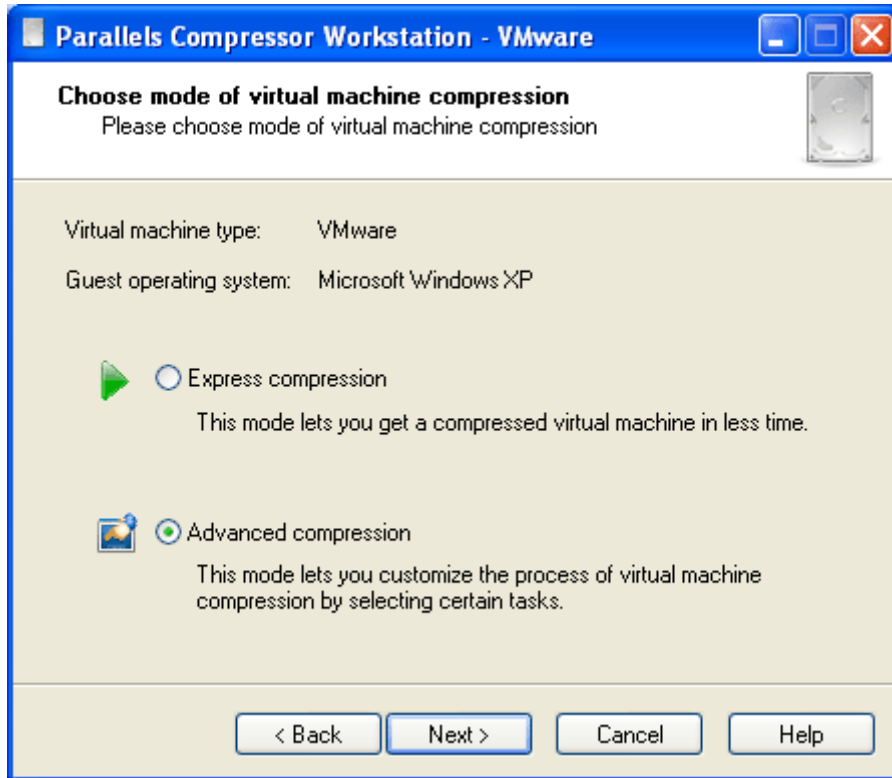 Parallels Compressor Workstation - VMware
Choose mode of virtual machine compression
Please choose mode of virtual machine compression
Virtual machine type: VMware
Guest operating system: Microsoft Windows XP
Express compression
This mode lets you get a compressed virtual machine in less time.
Advanced compression
This mode lets you customize the process of virtual machine
compression by selecting certain tasks.
< Back Next > Cancel Help